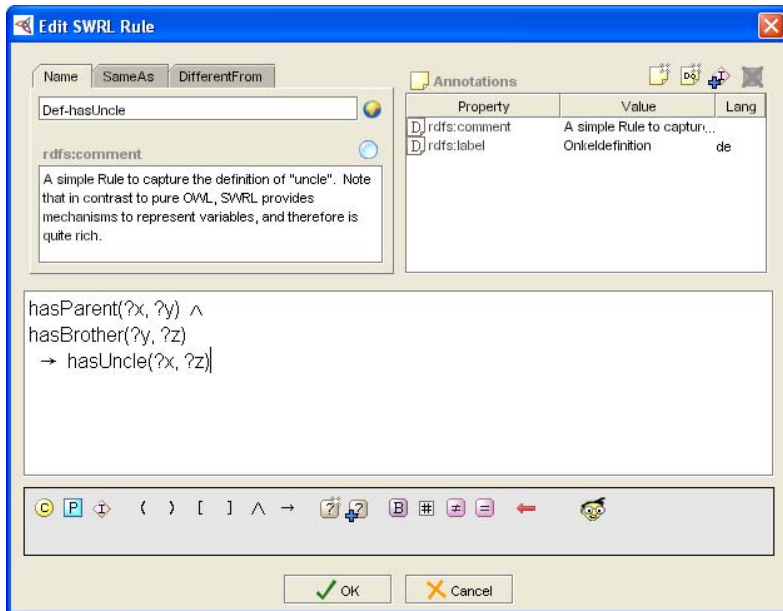 Edit SWRL Rule
Name SameAs DifferentFrom
Def-hasUncle
rdfs:comment
A simple Rule to capture the definition of "uncle". Note
that in contrast to pure OWL, SWRL provides
mechanisms to represent variables, and therefore is
quite rich.
Annotations
Property Value Lang
D rdfs:comment A simple Rule to captur...
D rdfs:label Onkeldefinition de
hasParent(?x, ?y) ∧
hasBrother(?y, ?z)
→ hasUncle(?x, ?z)
C P I ( ) [ ] ∧ → ? ? B # ≠ =
OK Cancel